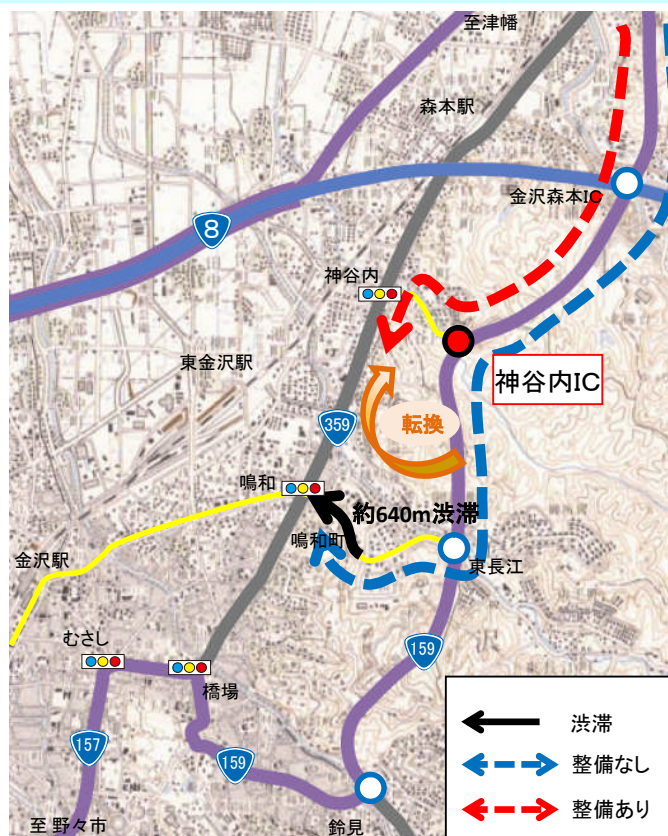 至津幡
森本駅
金沢森本IC
8
神谷内
神谷内IC
東金沢駅
359
転換
鳴和
約640m渋滞
鳴和町
金沢駅
東長江
むさし
橋場
159
157
159
至 野々市
鈴見
渋滞
整備なし
整備あり